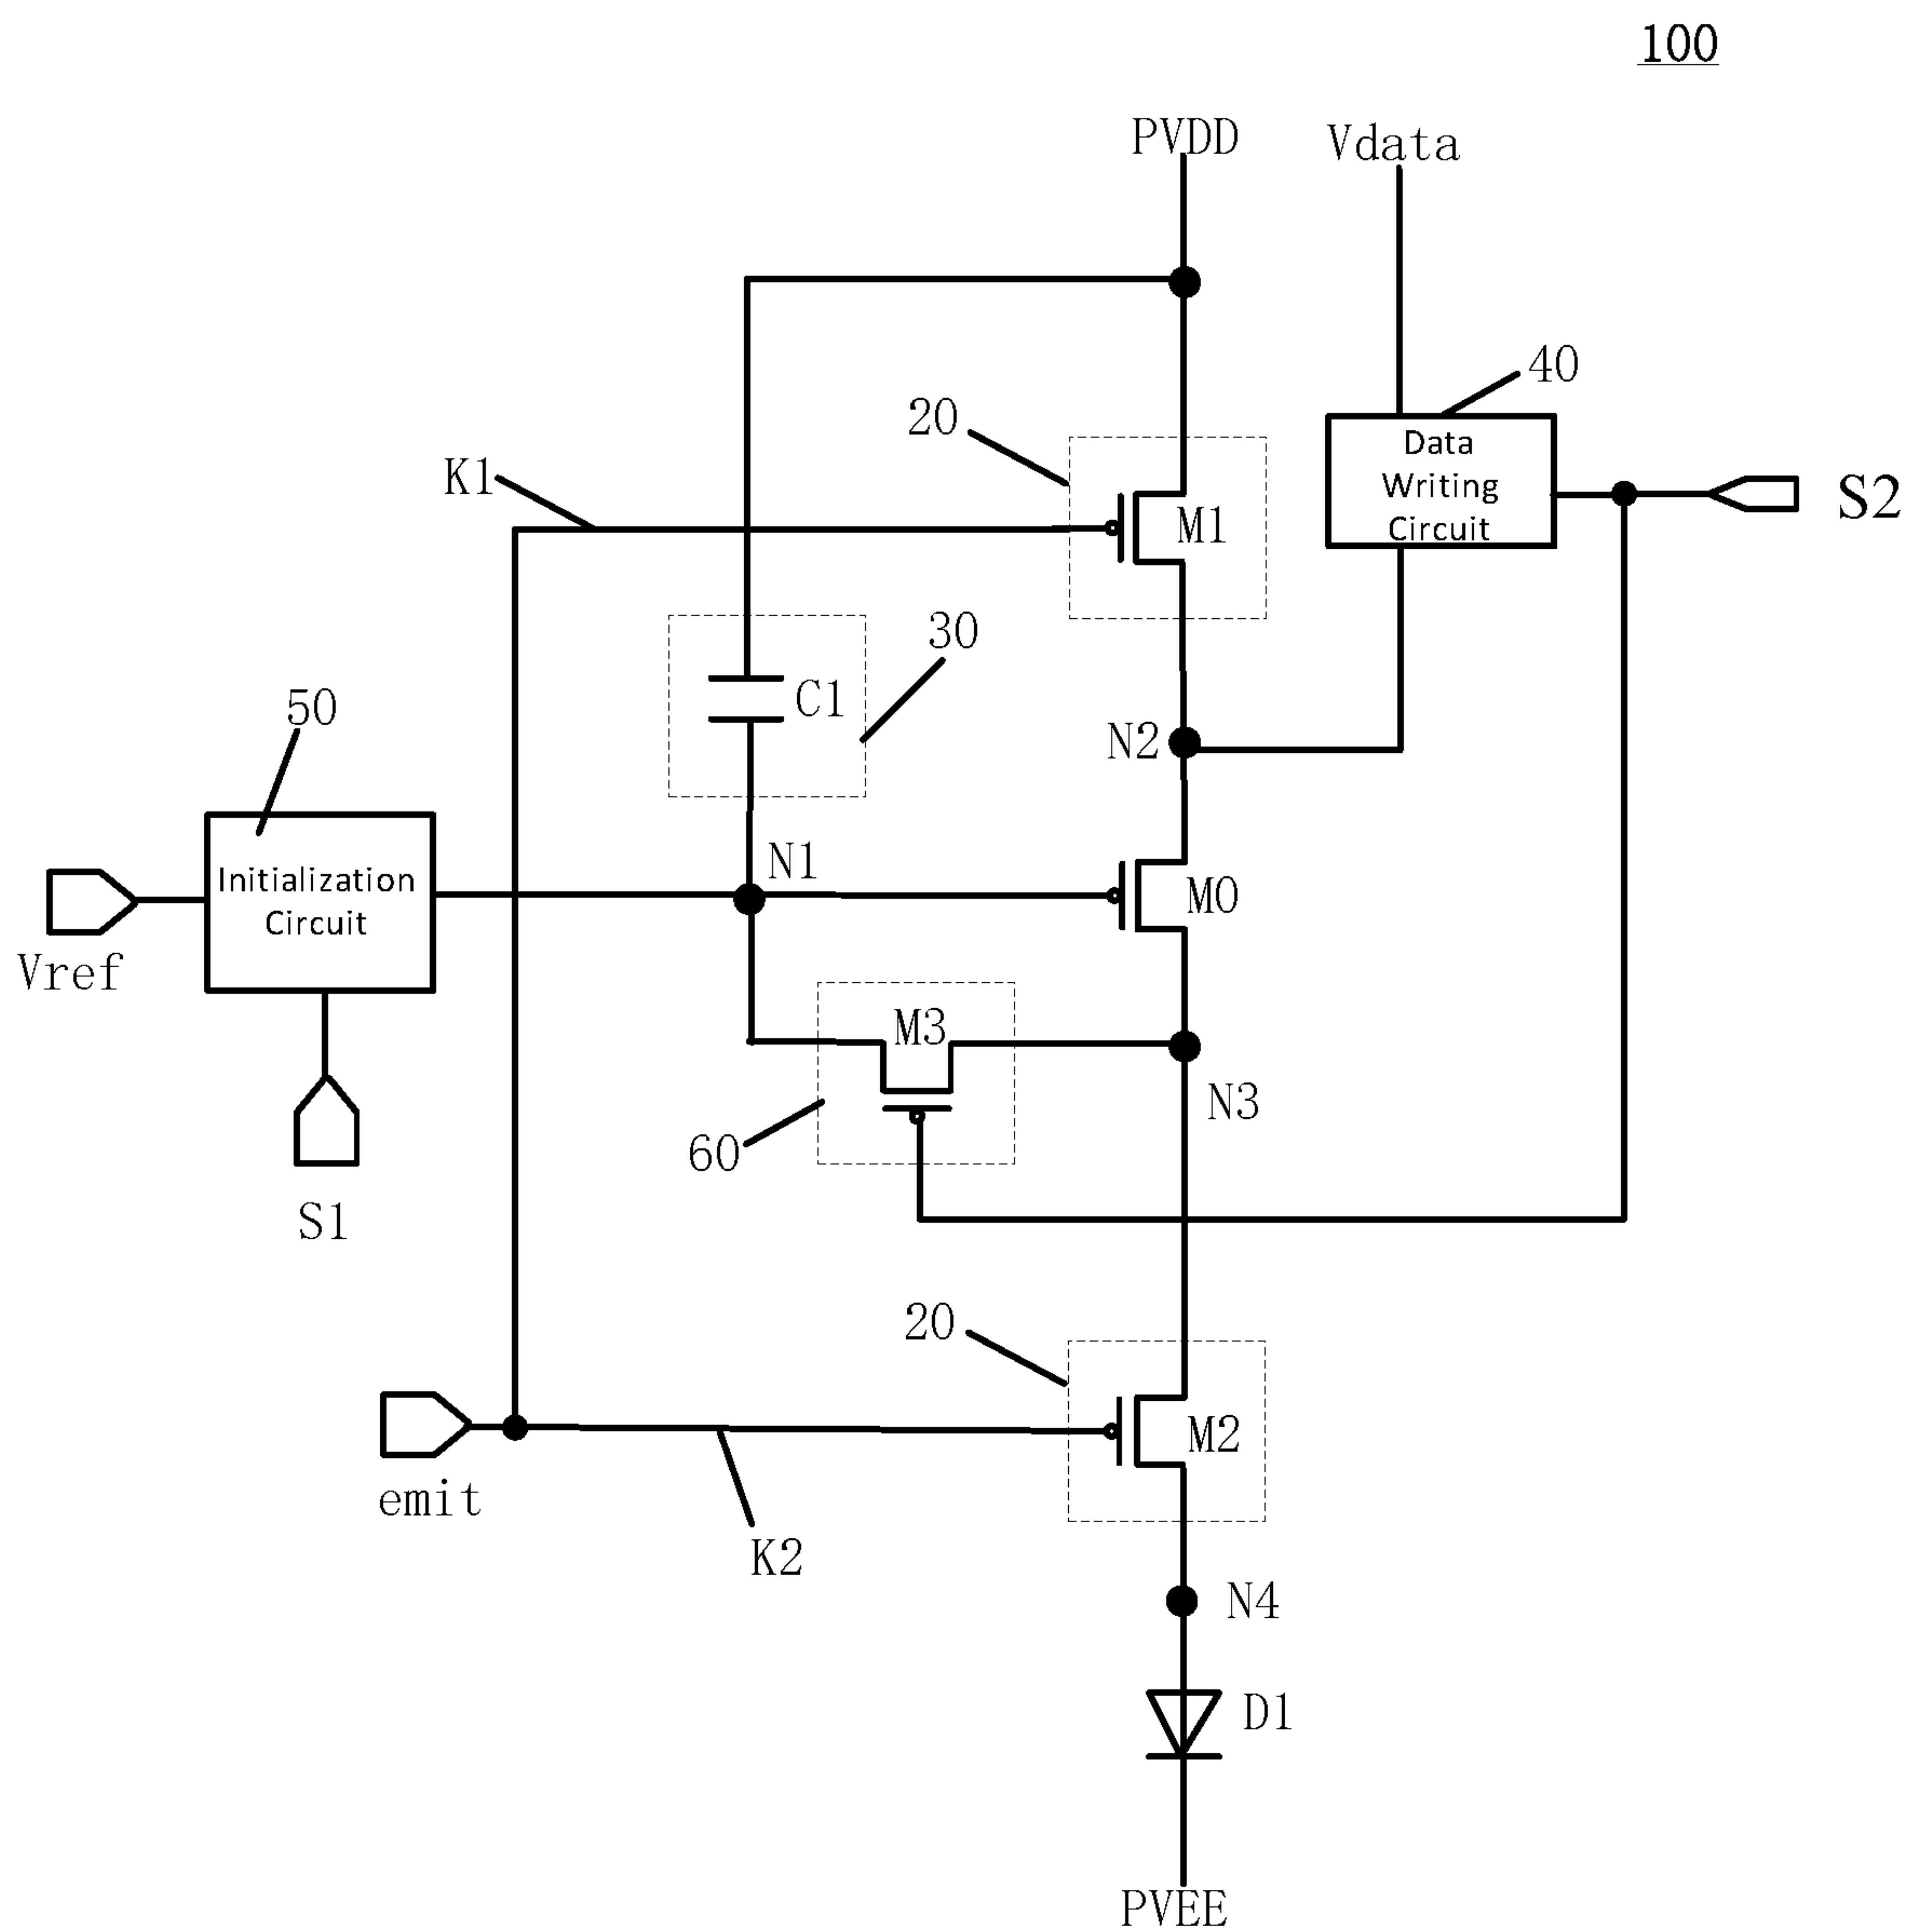 100
PVDD
Vdata
40
20
Data
Writing
Circuit
K1
S2
M1
30
C1
50
N2
N1
Initialization
Circuit
M0
Vref
M3
N3
60
S1
20
M2
emit
K2
N4
D1
PVEE